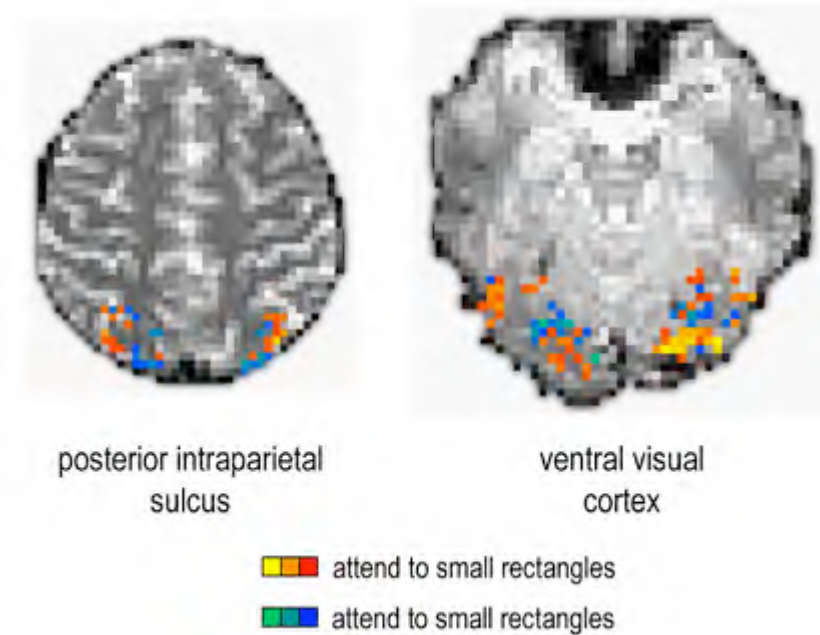 posterior intraparietal
sulcus
ventral visual
cortex
attend to small rectangles
attend to small rectangles